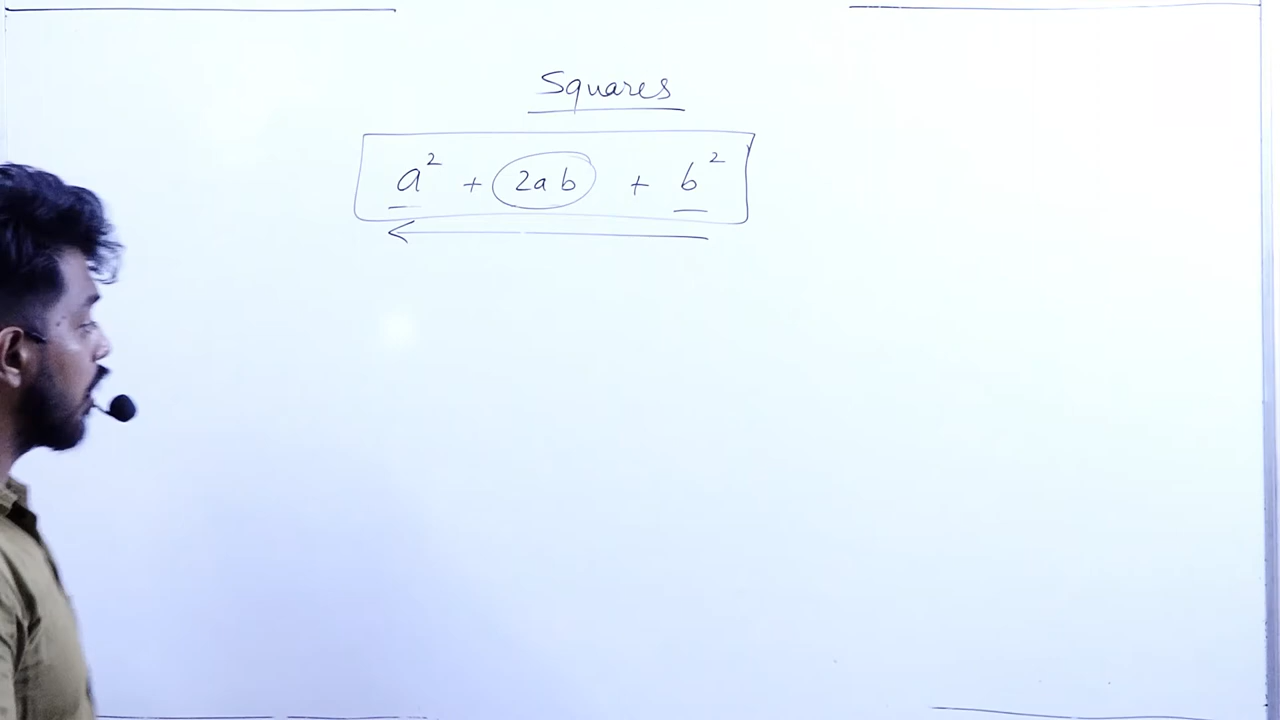 Squares
a² + 2ab + b²